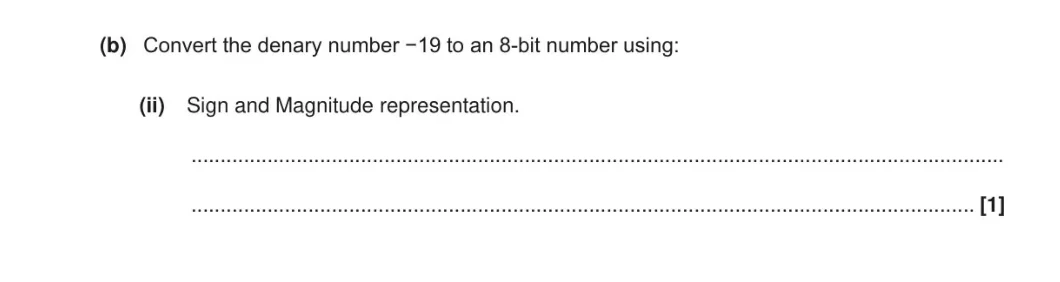 (b) Convert the denary number −19 to an 8-bit number using:
(ii) Sign and Magnitude representation.
..........................................................................................................................................
..................................................................................................................................... [1]